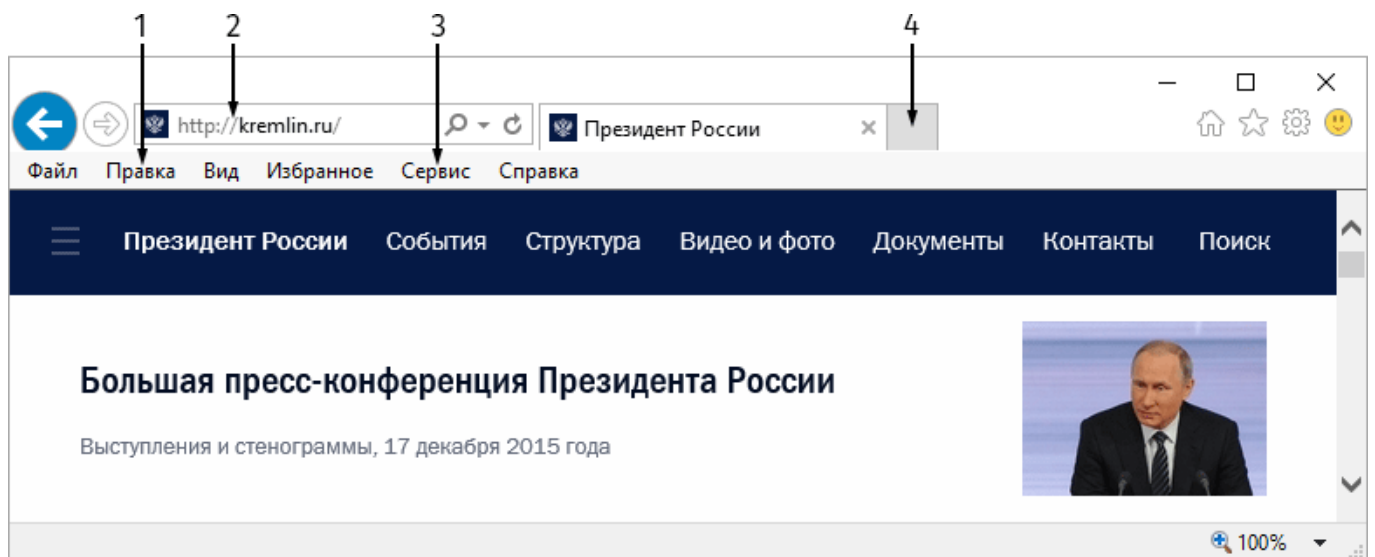 1 2 3 4
http://kremlin.ru/ Президент России
Файл Правка Вид Избранное Сервис Справка
Президент России События Структура Видео и фото Документы Контакты Поиск
Большая пресс-конференция Президента России
Выступления и стенограммы, 17 декабря 2015 года
100%